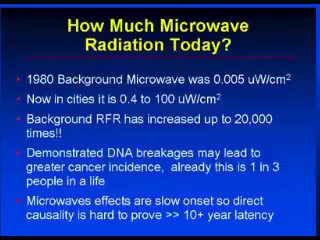 How Much Microwave
Radiation Today?
• 1980 Background Microwave was 0.005 uW/cm²
• Now in cities it is 0.4 to 100 uW/cm²
• Background RFR has increased up to 20,000
times!!
• Demonstrated DNA breakages may lead to
greater cancer incidence, already this is 1 in 3
people in a life
• Microwaves effects are slow onset so direct
causality is hard to prove >> 10+ year latency